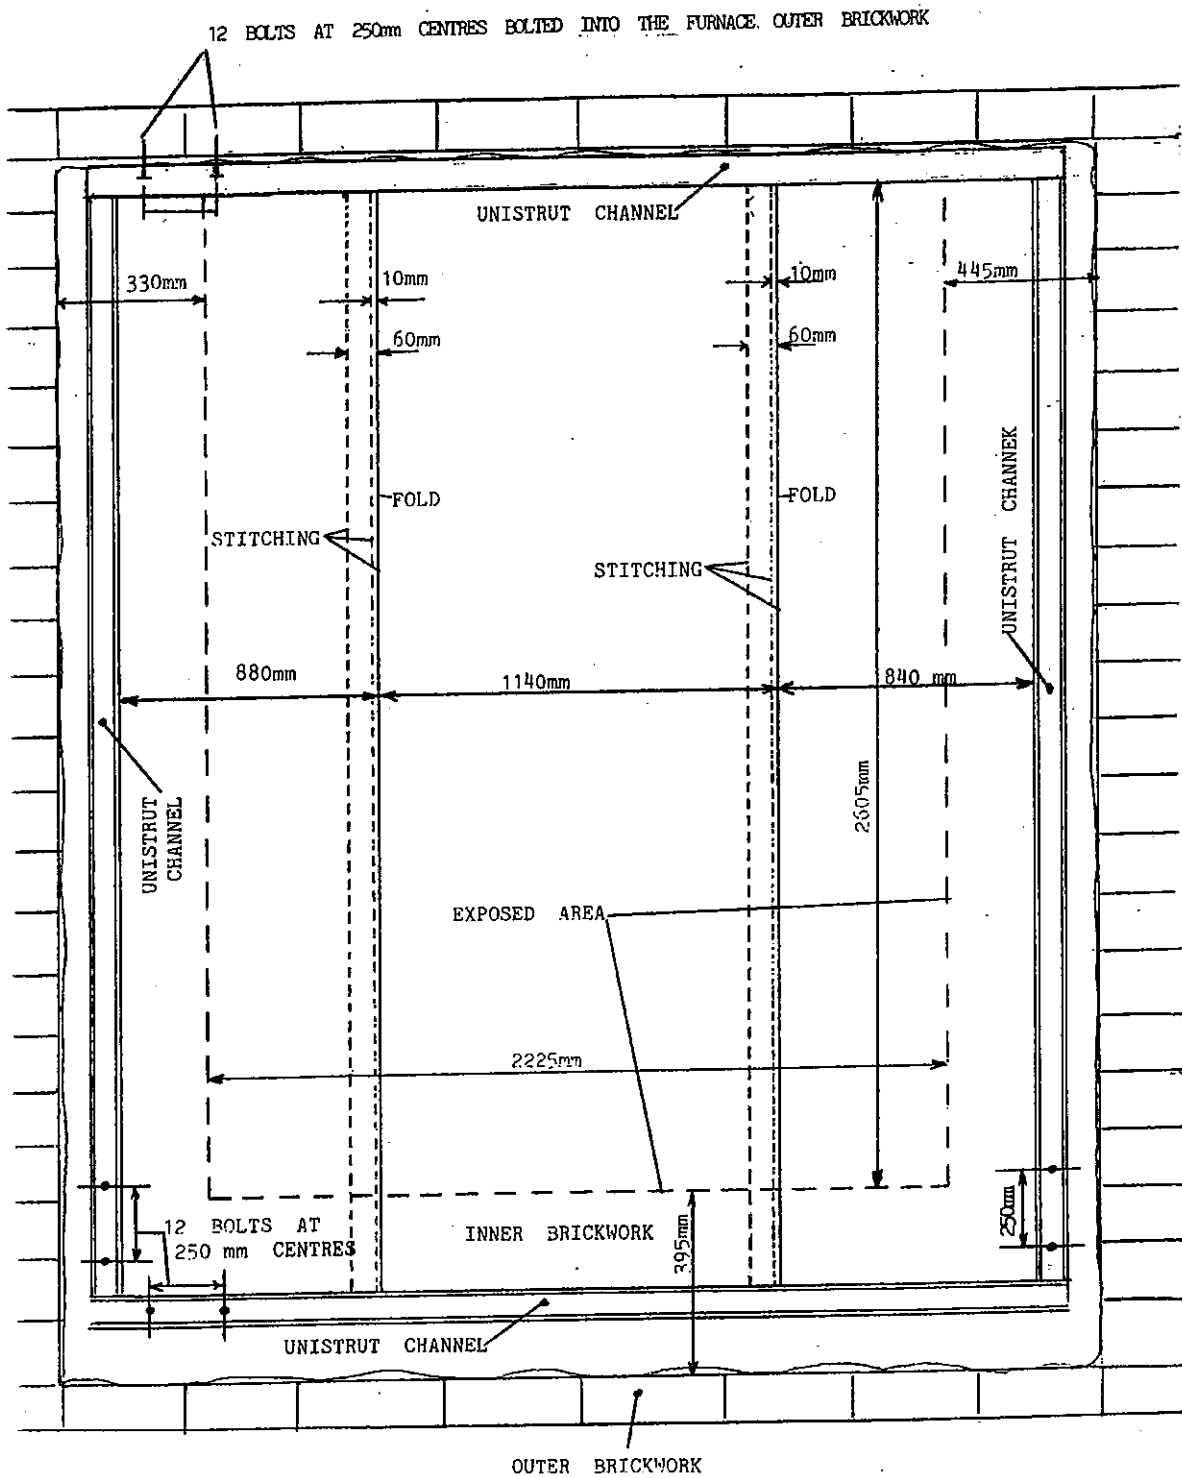 12 BOLTS AT 250mm CENTRES BOLTED INTO THE FURNACE. OUTER BRICKWORK
UNISTRUT CHANNEL
330mm
10mm
10mm
445mm
60mm
60mm
FOLD
FOLD
STITCHING
STITCHING
UNISTRUT CHANNEK
880mm
1140mm
840 mm
UNISTRUT
CHANNEL
2605mm
EXPOSED AREA
2225mm
12 BOLTS AT
250 mm CENTRES
INNER BRICKWORK
395mm
250mm
UNISTRUT CHANNEL
OUTER BRICKWORK